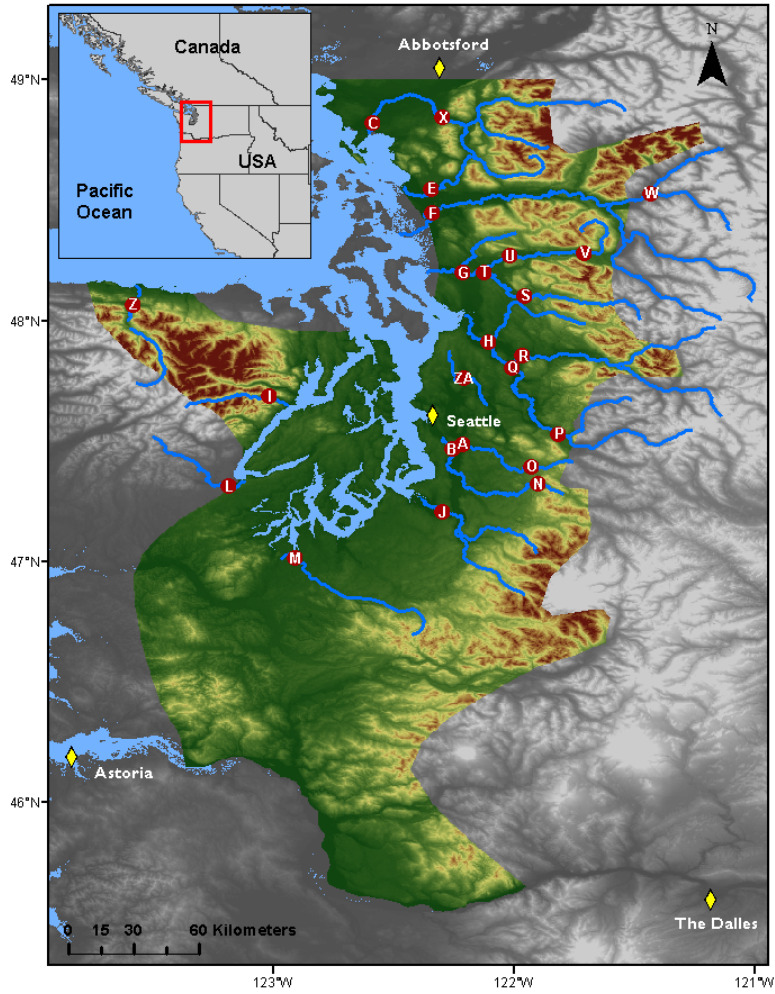 Canada
USA
Pacific
Ocean
Abbotsford
N
49°N
X
C
E
W
F
U
V
G
T
S
Z
48°N
H
R
Q
ZA
I
Seattle
P
A
B
O
L
N
J
47°N
M
Astoria
46°N
The Dalles
0 15 30 60 Kilometers
123°W
122°W
121°W